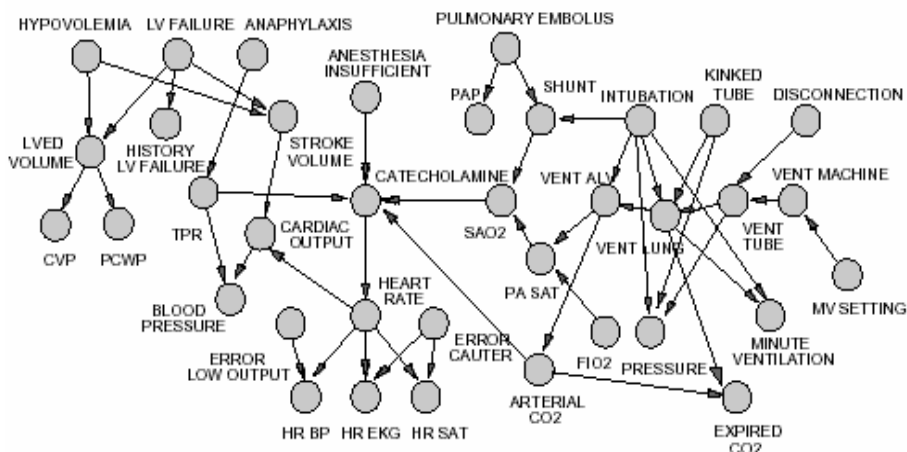 HYPOVOLEMIA
LV FAILURE
ANAPHYLAXIS
ANESTHESIA
INSUFFICIENT
PULMONARY EMBOLUS
PAP
SHUNT
INTUBATION
KINKED
TUBE
DISCONNECTION
LVED
VOLUME
HISTORY
LV FAILURE
STROKE
VOLUME
CATECHOLAMINE
VENT ALV
VENT MACHINE
CVP
PCWP
TPR
CARDIAC
OUTPUT
SAO2
VENT LUNG
VENT
TUBE
PA SAT
BLOOD
PRESSURE
HEART
RATE
MV SETTING
ERROR
LOW OUTPUT
ERROR
CAUTER
FIO2
PRESSURE
MINUTE
VENTILATION
ARTERIAL
CO2
HR BP
HR EKG
HR SAT
EXPIRED
CO2